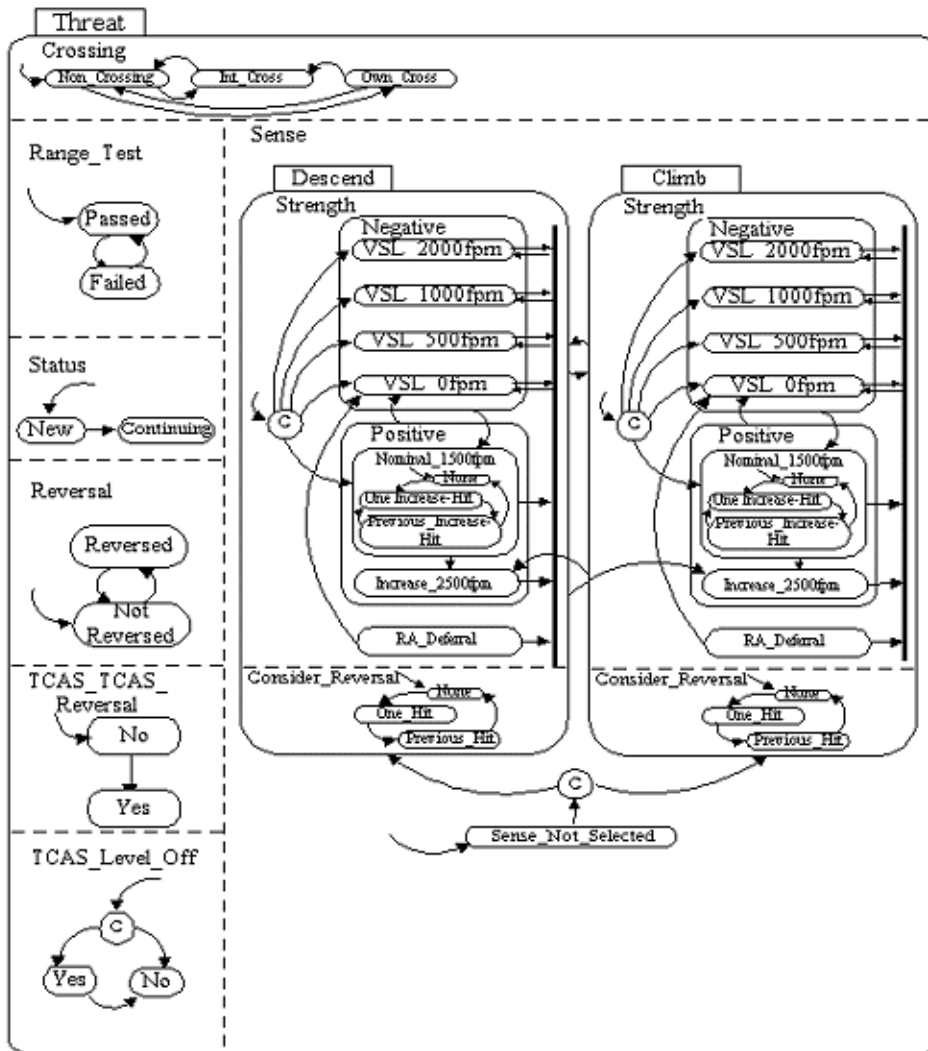 Threat
Crossing
Non_Crossing
Int_Cross
Own_Cross
Range_Test
Passed
Failed
Status
New
Continuing
Reversal
Reversed
Not
Reversed
TCAS_TCAS_
Reversal
No
Yes
TCAS_Level_Off
C
Yes
No
Sense
Descend
Strength
Negative
VSL 2000fpm
VSL 1000fpm
VSL 500fpm
VSL 0fpm
C
Positive
Nominal_1500fpm
None
One Increase-Hit
Previous_Increase-
Hit
Increase_2500fpm
RA_Deferral
Consider_Reversal
None
One_Hit
Previous_Hit
Climb
Strength
Negative
VSL 2000fpm
VSL 1000fpm
VSL 500fpm
VSL 0fpm
C
Positive
Nominal_1500fpm
None
One Increase-Hit
Previous_Increase-
Hit
Increase_2500fpm
RA_Deferral
Consider_Reversal
None
One_Hit
Previous_Hit
C
Sense_Not_Selected